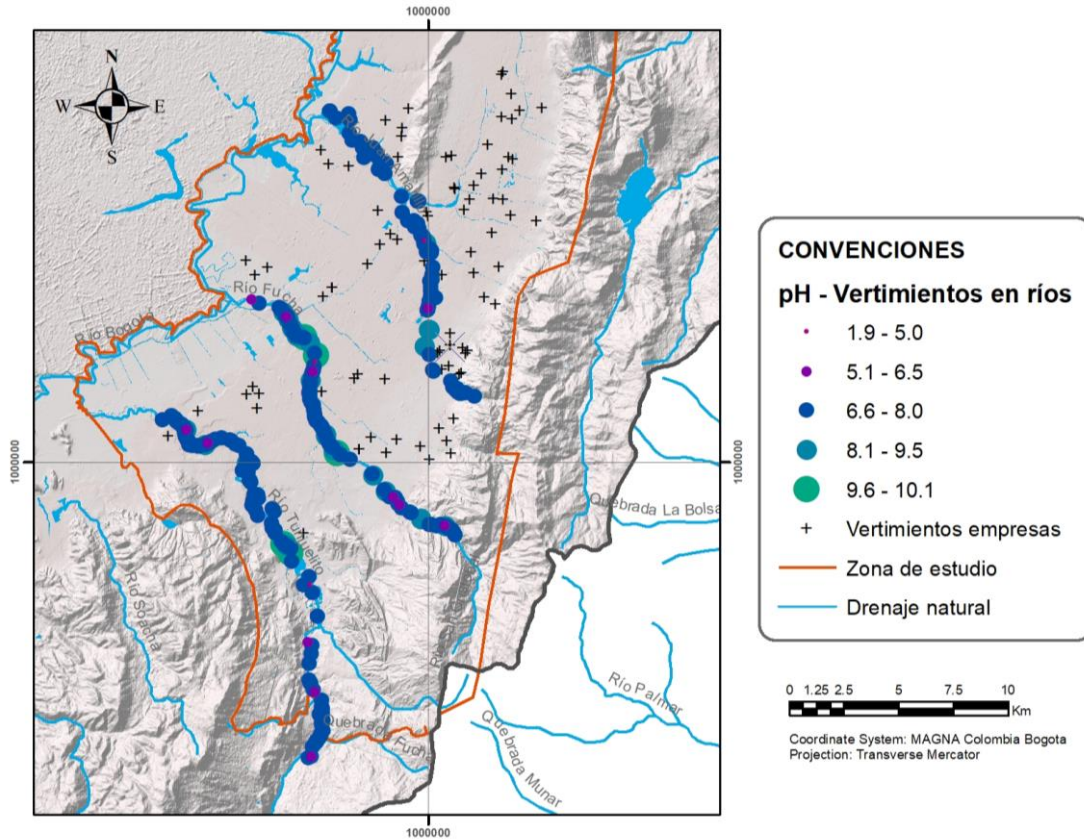 1000000
N
W E
S
Río Fucha
Río Bogotá
1000000
1000000
Quebrada La Bolsa
Río Tunjuelito
Río Soacha
Río Palmar
Quebrada Fucha
Quebrada Munar
1000000
CONVENCIONES
pH - Vertimientos en ríos
1.9 - 5.0
5.1 - 6.5
6.6 - 8.0
8.1 - 9.5
9.6 - 10.1
Vertimientos empresas
Zona de estudio
Drenaje natural
0 1.25 2.5 5 7.5 10
Km
Coordinate System: MAGNA Colombia Bogota
Projection: Transverse Mercator